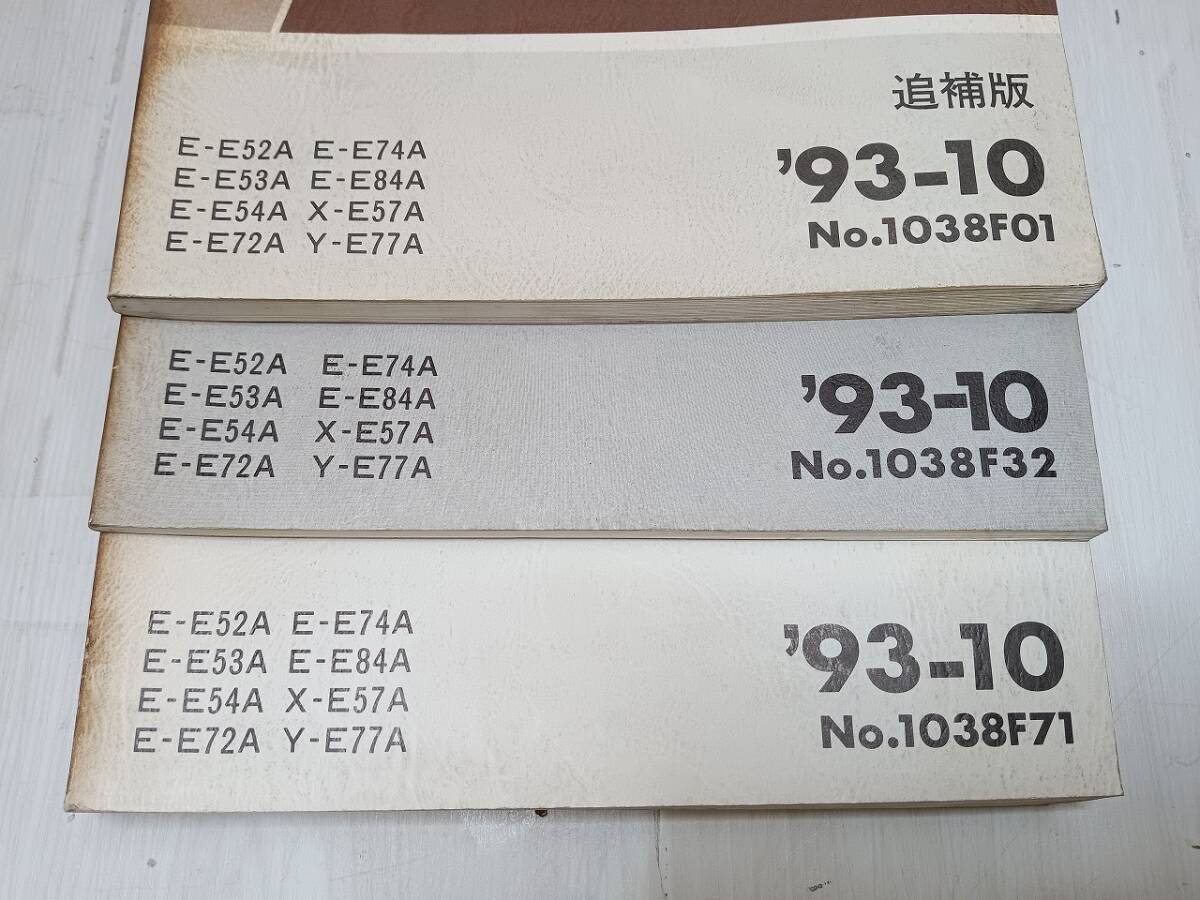 追補版
E-E52A E-E74A
E-E53A E-E84A
E-E54A X-E57A
E-E72A Y-E77A
'93-10
No.1038F01
E-E52A E-E74A
E-E53A E-E84A
E-E54A X-E57A
E-E72A Y-E77A
'93-10
No.1038F32
E-E52A E-E74A
E-E53A E-E84A
E-E54A X-E57A
E-E72A Y-E77A
'93-10
No.1038F71